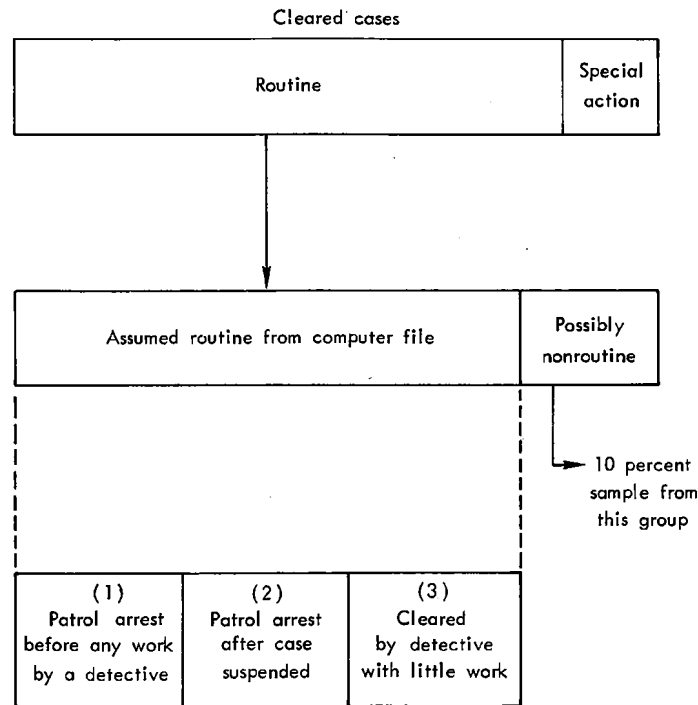 Cleared cases
Routine
Special
action
Assumed routine from computer file
Possibly
nonroutine
10 percent
sample from
this group
(1)
Patrol arrest
before any work
by a detective
(2)
Patrol arrest
after case
suspended
(3)
Cleared
by detective
with little work